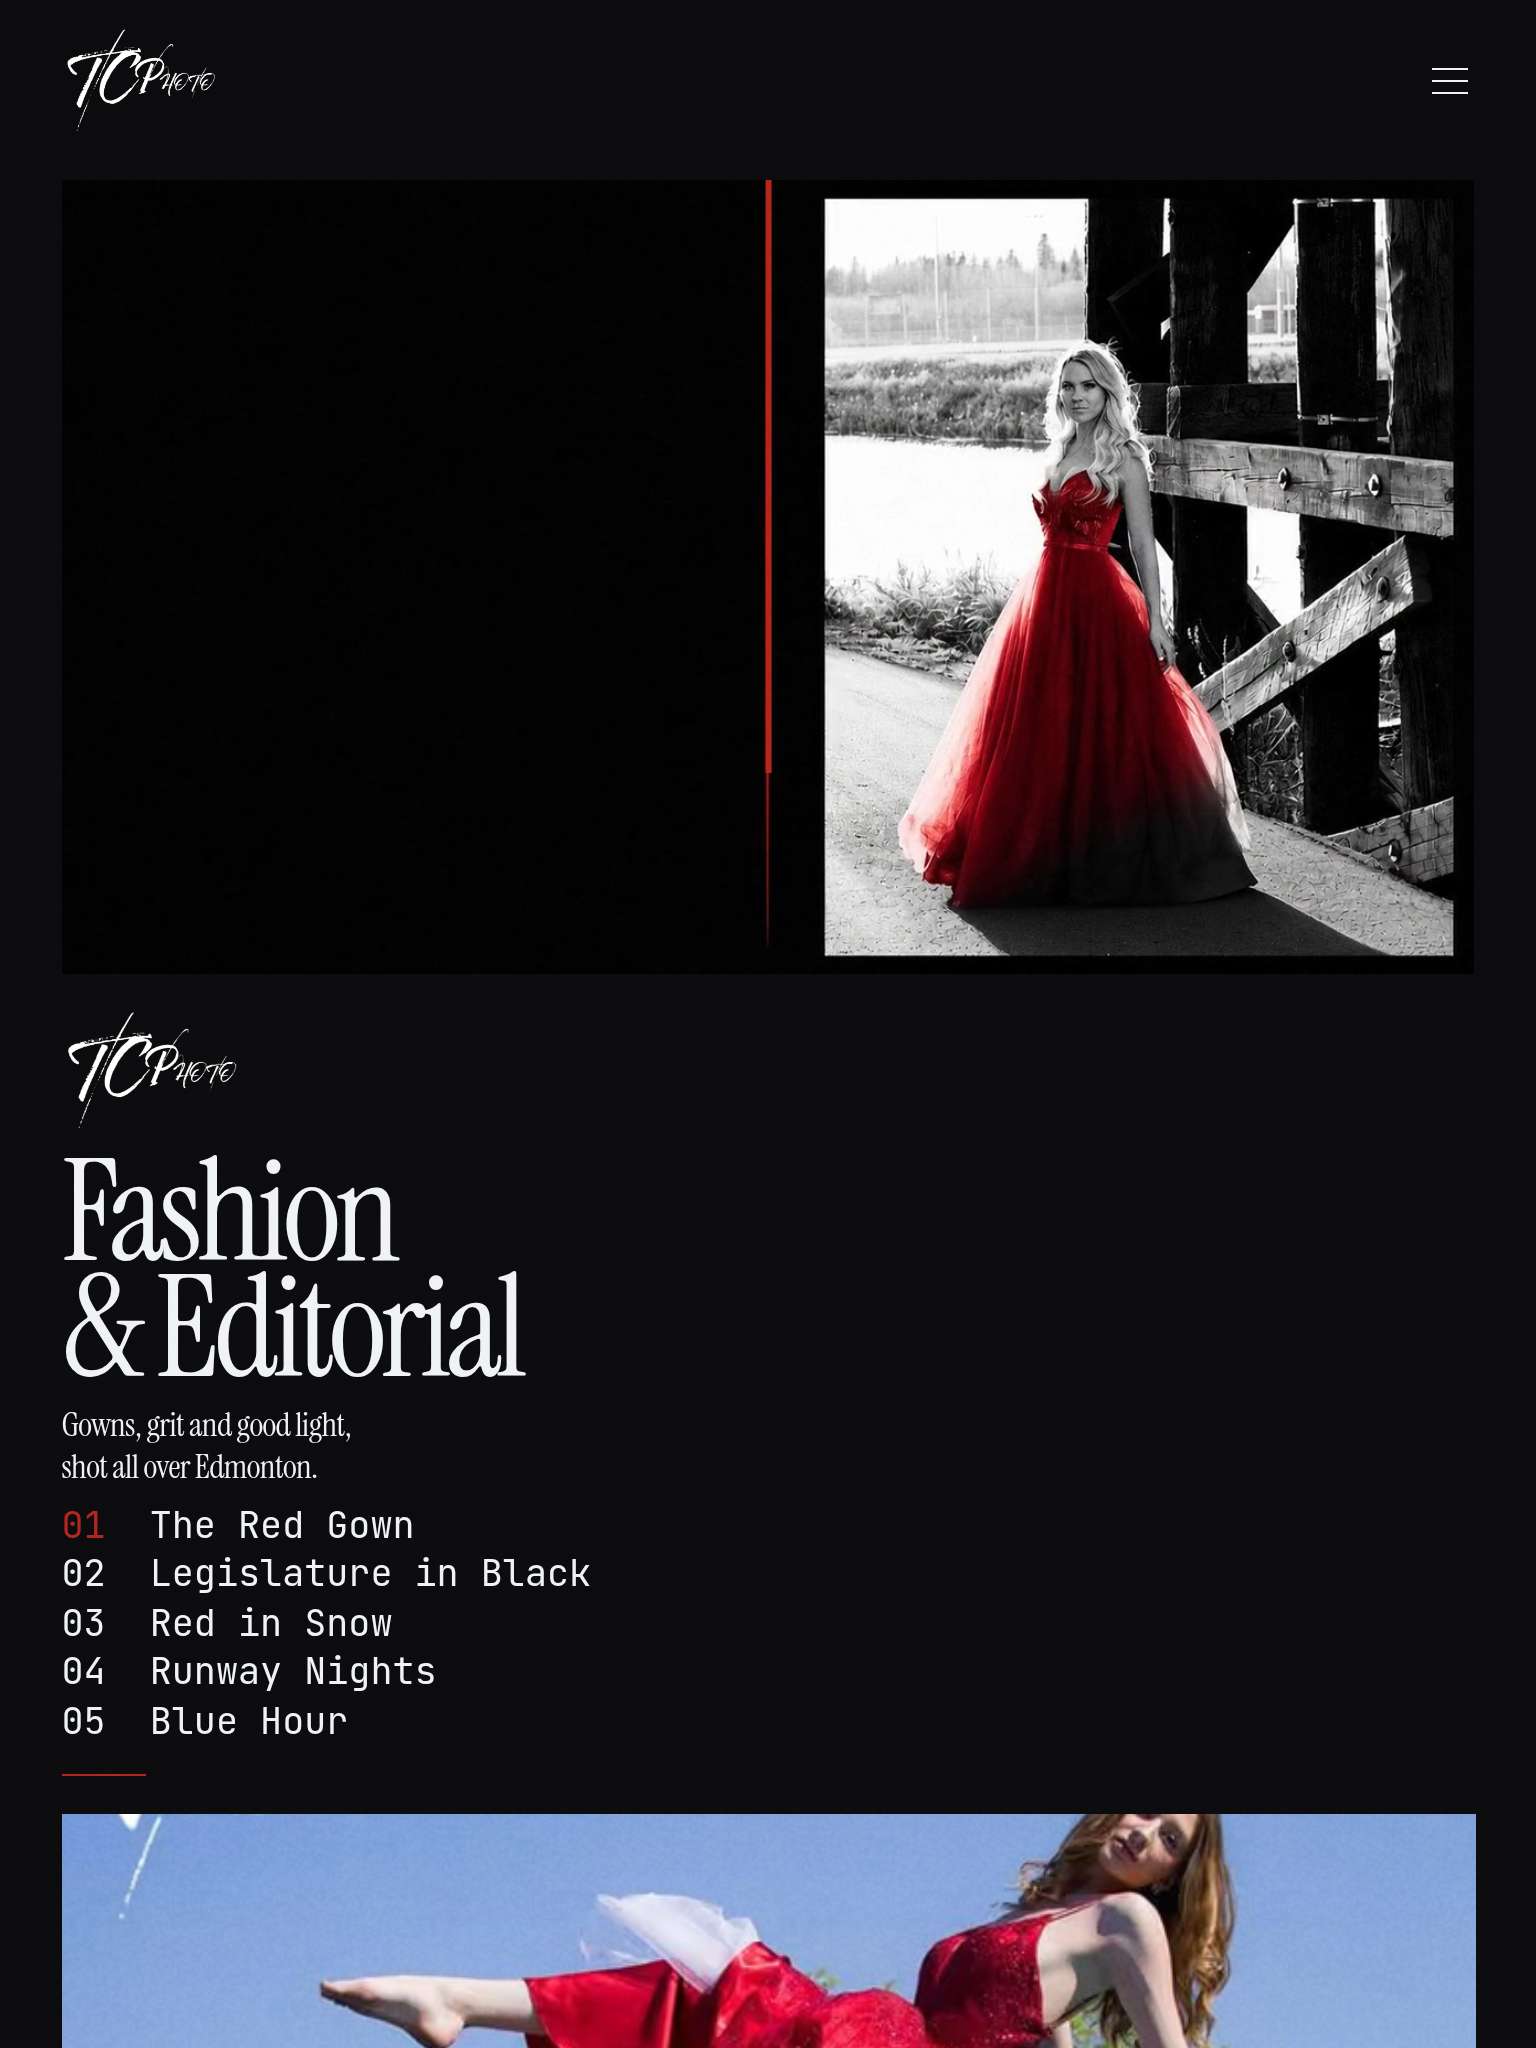 TCPHOTO
TCPHOTO
Fashion
& Editorial
Gowns, grit and good light,
shot all over Edmonton.
01 The Red Gown
02 Legislature in Black
03 Red in Snow
04 Runway Nights
05 Blue Hour